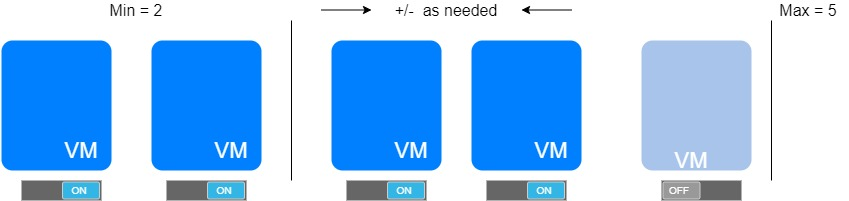 Min = 2
+/- as needed
Max = 5
VM
VM
VM
VM
VM
ON
ON
ON
ON
OFF